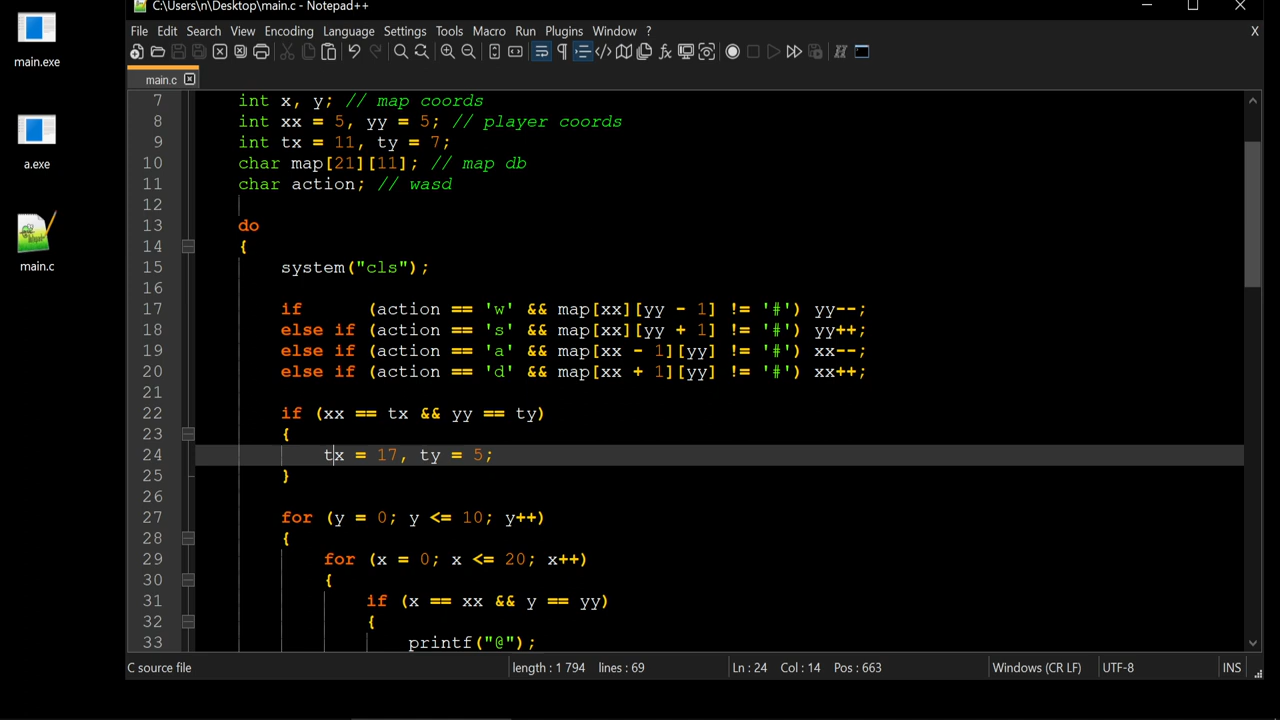 C:\Users\n\Desktop\main.c - Notepad++
File Edit Search View Encoding Language Settings Tools Macro Run Plugins Window ? X
main.c
7 int x, y; // map coords
8 int xx = 5, yy = 5; // player coords
9 int tx = 11, ty = 7;
10 char map[21][11]; // map db
11 char action; // wasd
12
13 do
14 {
15 system("cls");
16
17 if (action == 'w' && map[xx][yy - 1] != '#') yy--;
18 else if (action == 's' && map[xx][yy + 1] != '#') yy++;
19 else if (action == 'a' && map[xx - 1][yy] != '#') xx--;
20 else if (action == 'd' && map[xx + 1][yy] != '#') xx++;
21
22 if (xx == tx && yy == ty)
23 {
24 tx = 17, ty = 5;
25 }
26
27 for (y = 0; y <= 10; y++)
28 {
29 for (x = 0; x <= 20; x++)
30 {
31 if (x == xx && y == yy)
32 {
33 printf("@");
C source file length : 1 794 lines : 69 Ln : 24 Col : 14 Pos : 663 Windows (CR LF) UTF-8 INS
main.exe
a.exe
main.c